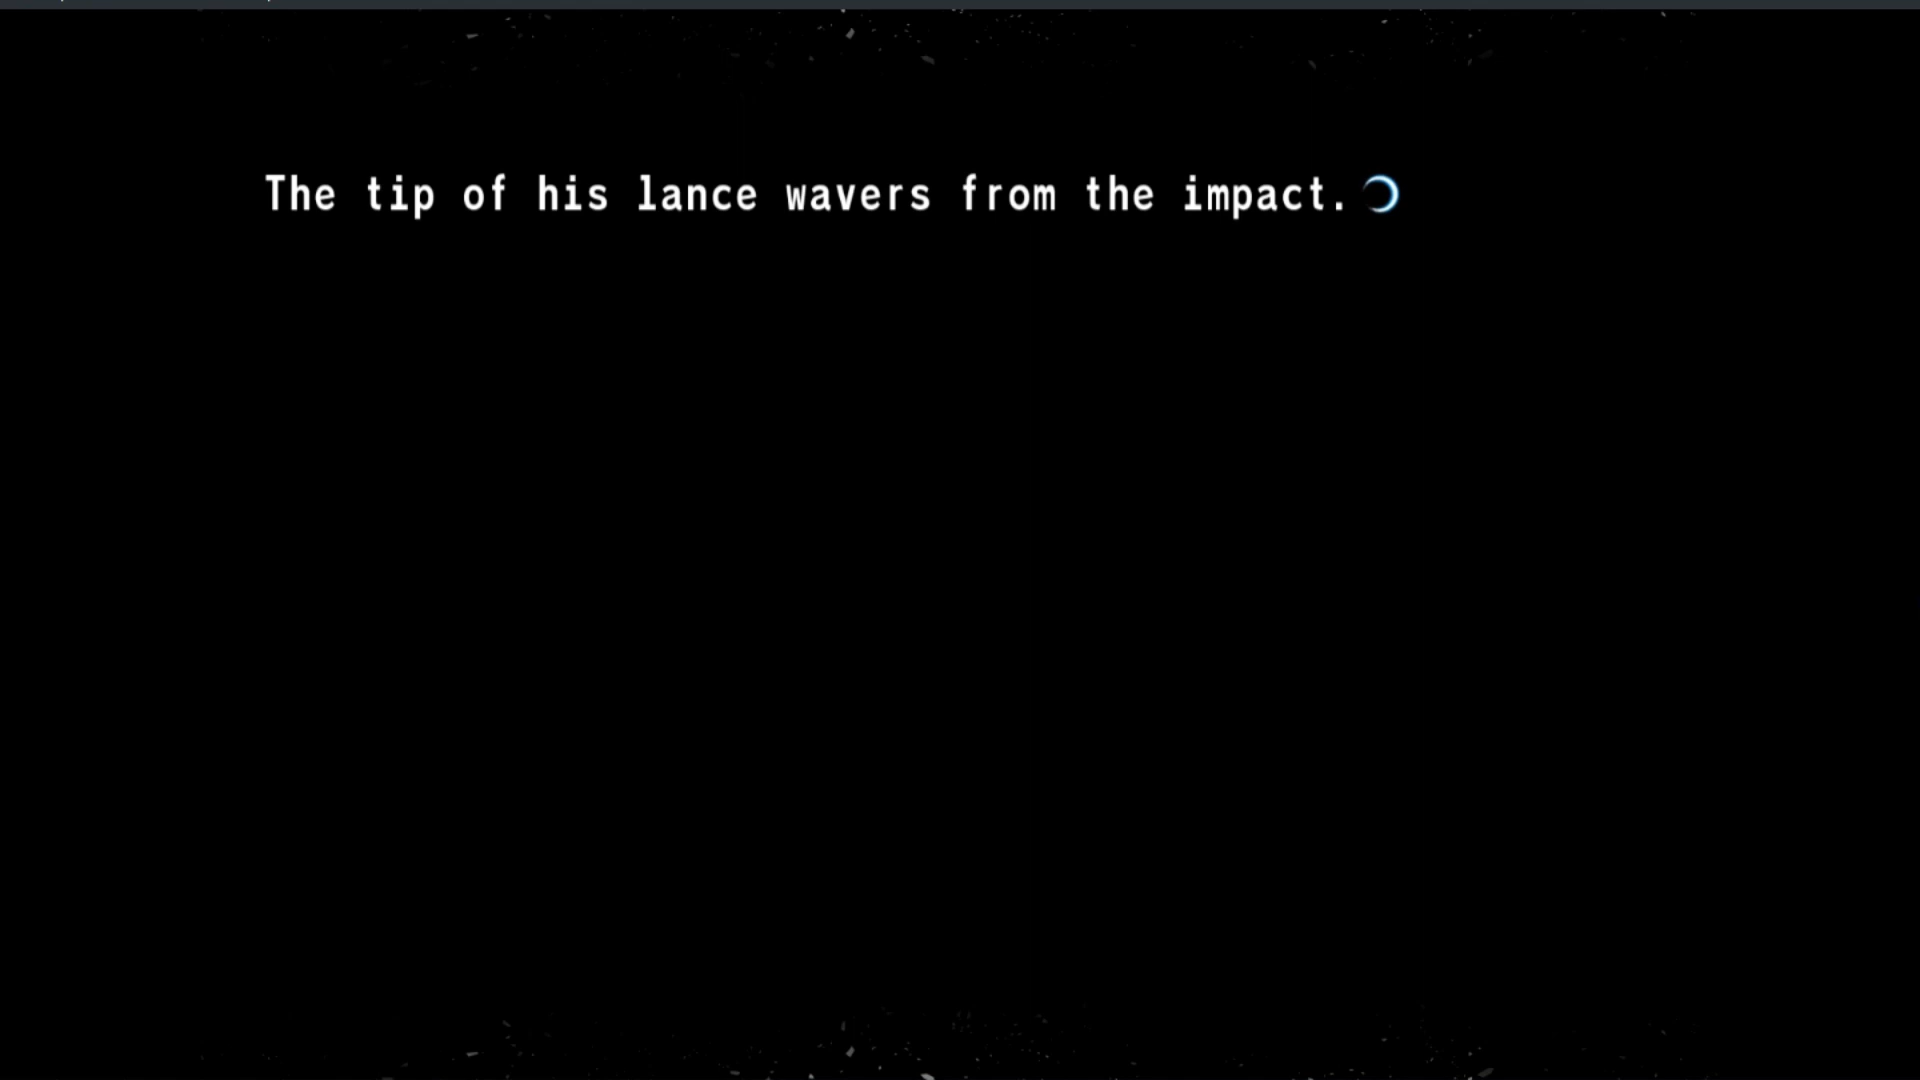 The tip of his lance wavers from the impact.